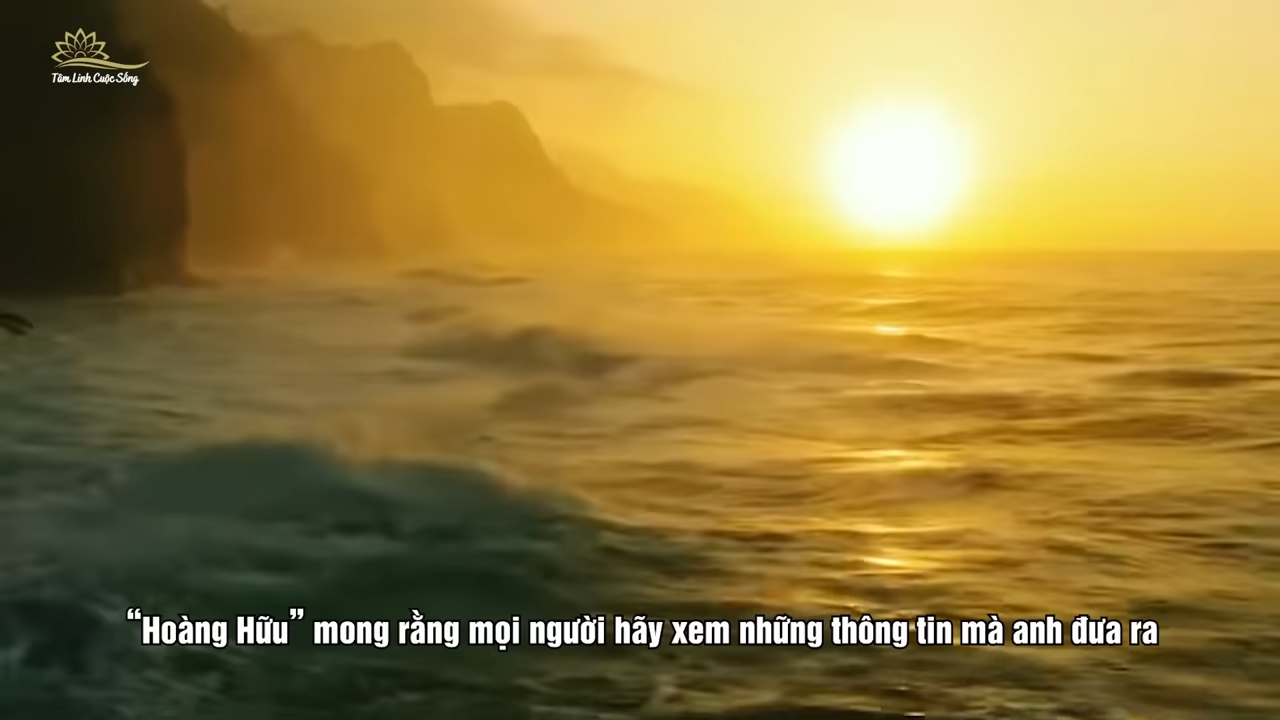 Tâm Linh Cuộc Sống
“Hoàng Hữu” mong rằng mọi người hãy xem những thông tin mà anh đưa ra